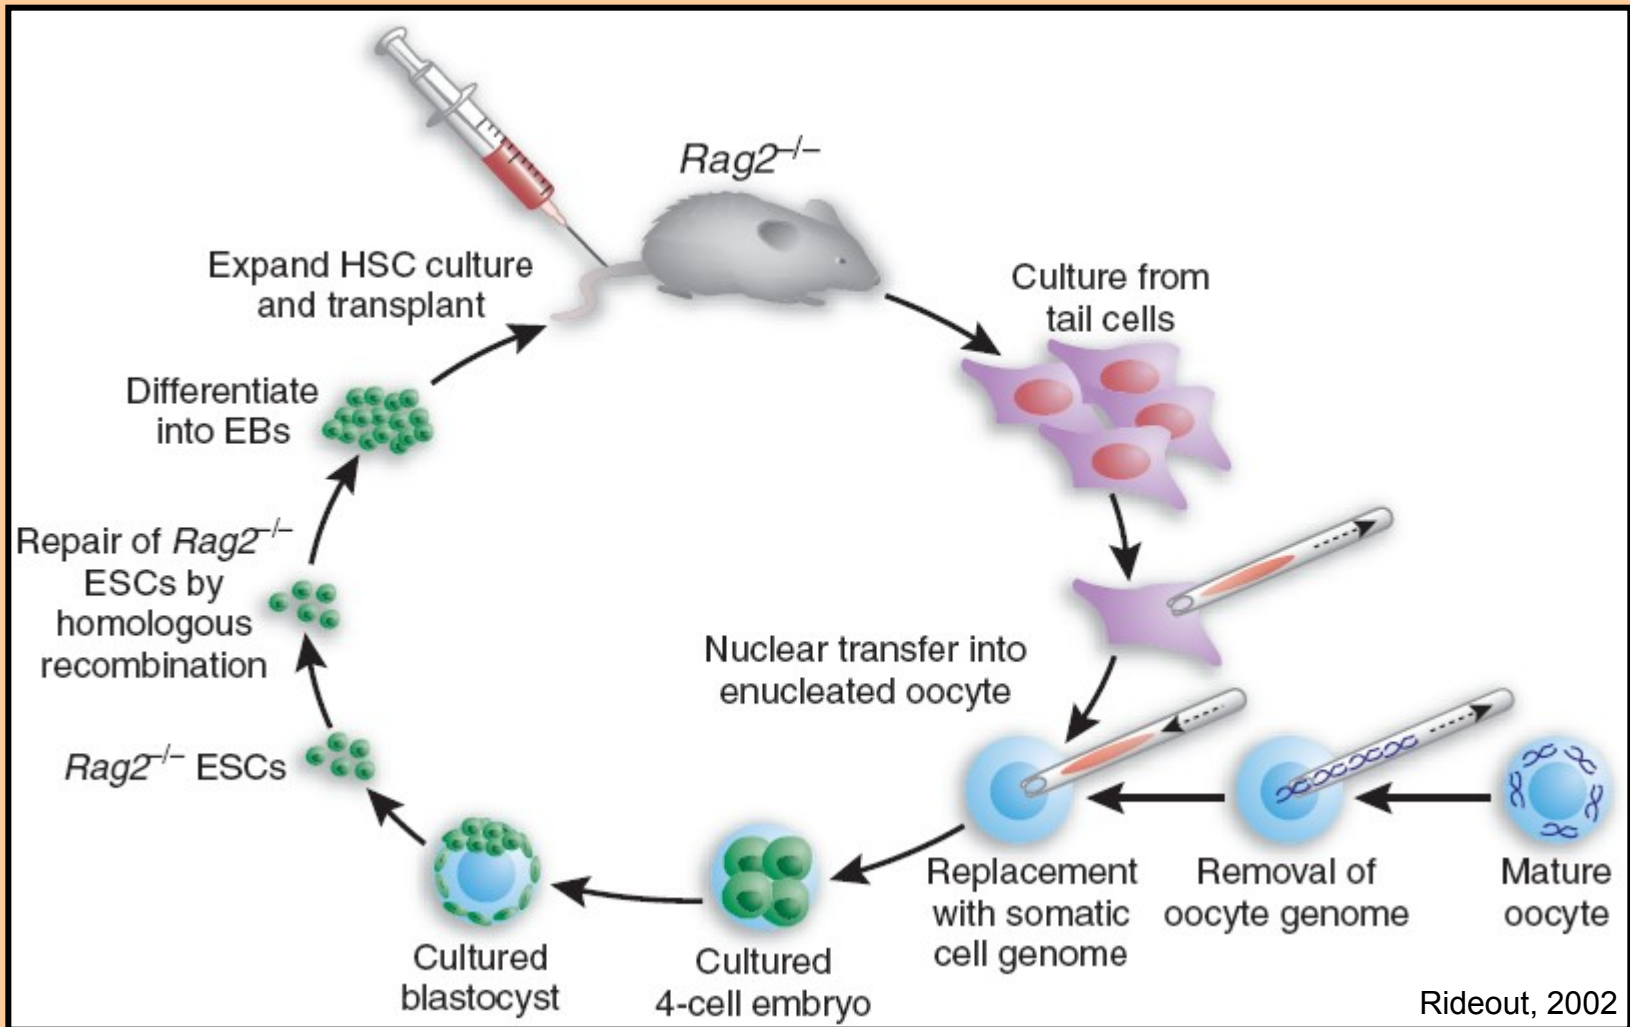 Rag2–/–
Expand HSC culture
and transplant
Culture from
tail cells
Differentiate
into EBs
Repair of Rag2–/–
ESCs by
homologous
recombination
Nuclear transfer into
enucleated oocyte
Rag2–/– ESCs
Replacement
with somatic
cell genome
Removal of
oocyte genome
Mature
oocyte
Cultured
blastocyst
Cultured
4-cell embryo
Rideout, 2002